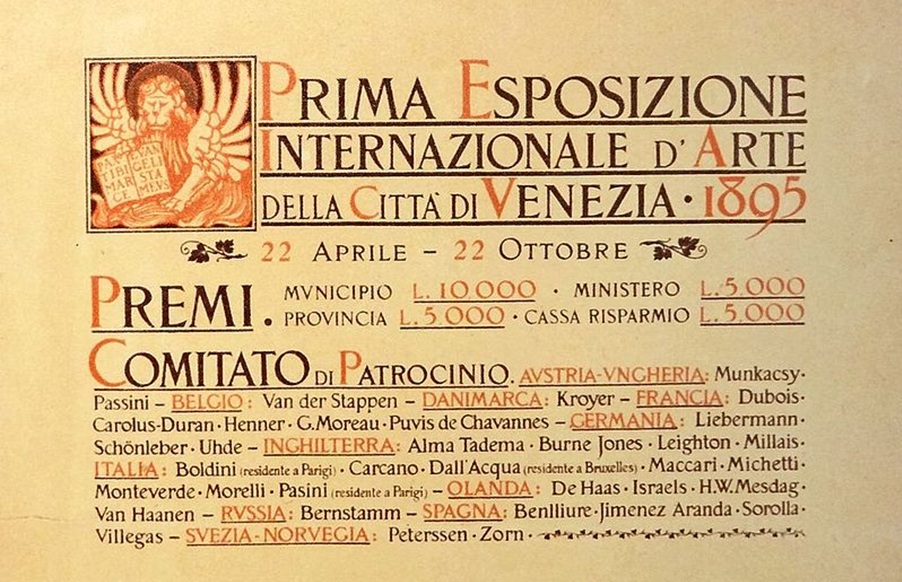 PRIMA ESPOSIZIONE
INTERNAZIONALE D'ARTE
DELLA CITTÀ DI VENEZIA · 1895
PAX TIBI MARCE EVANGELISTA MEVS
22 APRILE – 22 OTTOBRE
PREMI. MVNICIPIO L. 10.000 · MINISTERO L. 5.000
PROVINCIA L. 5.000 · CASSA RISPARMIO L. 5.000
COMITATO DI PATROCINIO. AVSTRIA-VNGHERIA: Munkacsy·
Passini – BELGIO: Van der Stappen – DANIMARCA: Kroyer – FRANCIA: Dubois·
Carolus-Duran·Henner·G.Moreau·Puvis de Chavannes – GERMANIA: Liebermann·
Schönleber·Uhde – INGHILTERRA: Alma Tadema·Burne Jones·Leighton·Millais·
ITALIA: Boldini (residente a Parigi)·Carcano·Dall'Acqua (residente a Bruxelles)·Maccari·Michetti·
Monteverde·Morelli·Pasini (residente a Parigi) – OLANDA: De Haas·Israels·H.W.Mesdag·
Van Haanen – RVSSIA: Bernstamm – SPAGNA: Benlliure·Jimenez Aranda·Sorolla·
Villegas – SVEZIA-NORVEGIA: Peterssen·Zorn·